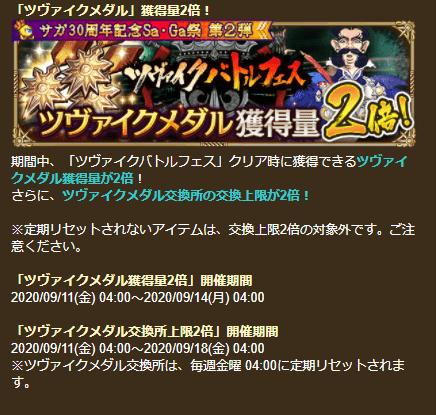 「ツヴァイクメダル」獲得量2倍！
サガ30周年記念Sa・Ga祭 第2弾
ツヴァイクバトルフェス
ツヴァイクメダル獲得量2倍!
期間中、「ツヴァイクバトルフェス」クリア時に獲得できるツヴァイ
クメダル獲得量が2倍！
さらに、ツヴァイクメダル交換所の交換上限が2倍！
※定期リセットされないアイテムは、交換上限2倍の対象外です。ご注
意ください。
「ツヴァイクメダル獲得量2倍」開催期間
2020/09/11(金) 04:00～2020/09/14(月) 04:00
「ツヴァイクメダル交換所上限2倍」開催期間
2020/09/11(金) 04:00～2020/09/18(金) 04:00
※ツヴァイクメダル交換所は、毎週金曜 04:00に定期リセットされま
す。